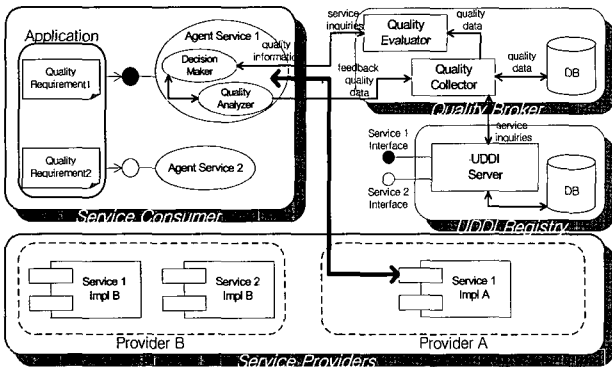 Application
Quality
Requirement1
Quality
Requirement2
Agent Service 1
Decision
Maker
Quality
Analyzer
Agent Service 2
Service Consumer
service
inquiries
quality
information
feedback
quality
data
Quality
Evaluator
quality
data
Quality
Collector
quality
data
DB
Quality Broker
service
inquiries
Service 1
Interface
Service 2
Interface
UDDI
Server
DB
UDDI Registry
Service 1
Impl B
Service 2
Impl B
Provider B
Service 1
Impl A
Provider A
Service Providers